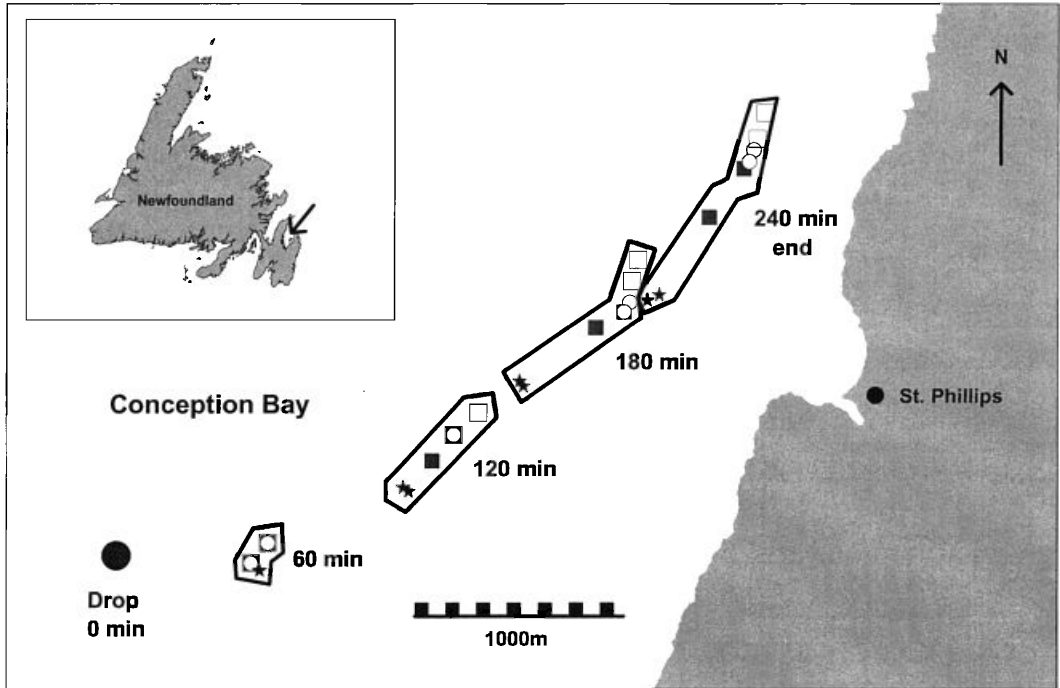 Newfoundland
N
240 min
end
180 min
Conception Bay
St. Phillips
120 min
60 min
Drop
0 min
1000m